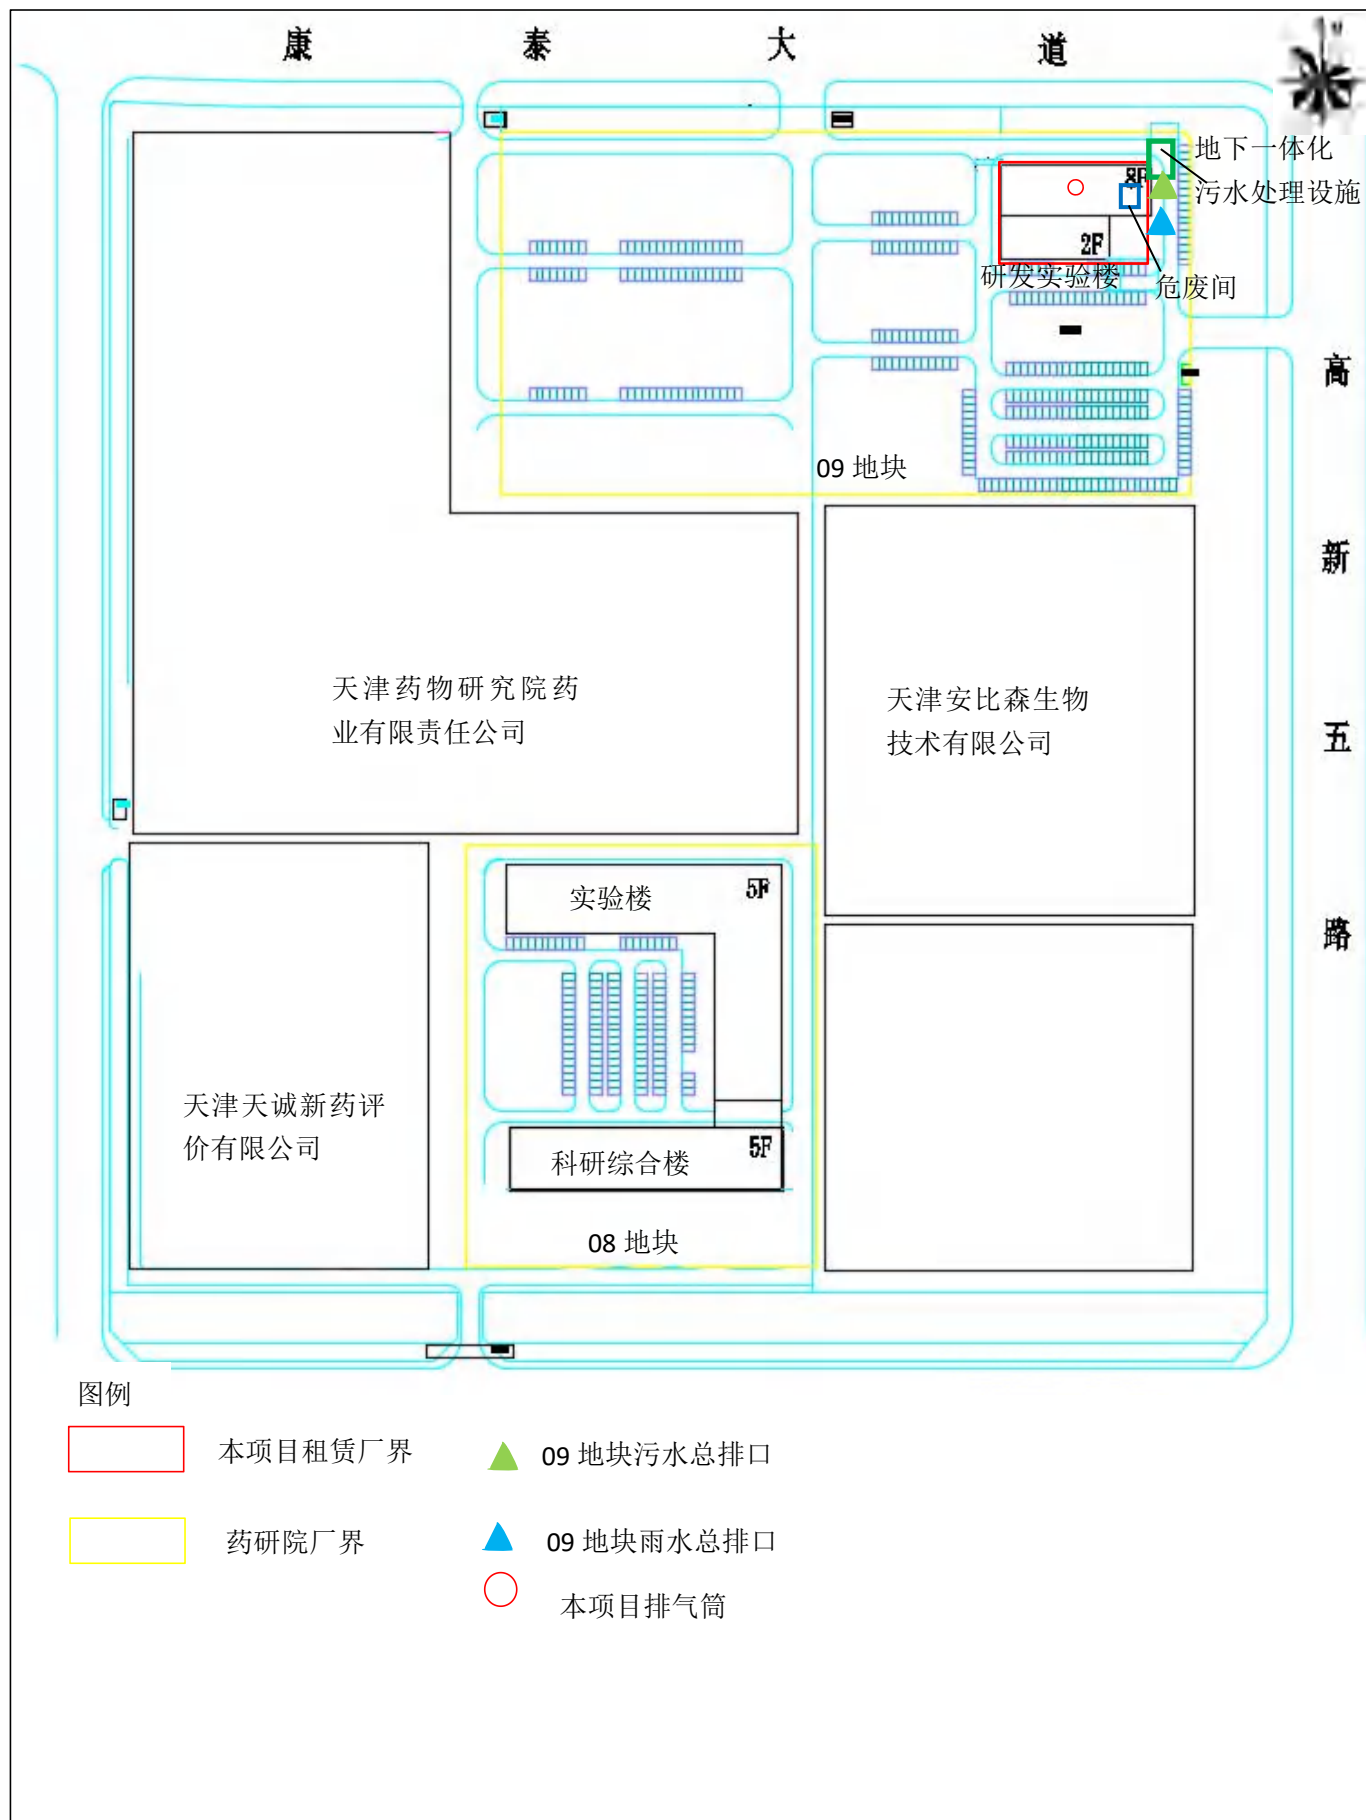 康泰大道
地下一体化
污水处理设施
8F
2F
研发实验楼
危废间
高新五路
09 地块
天津药物研究院药
业有限责任公司
天津安比森生物
技术有限公司
实验楼
5F
天津天诚新药评
价有限公司
科研综合楼
5F
08 地块
图例
本项目租赁厂界
09 地块污水总排口
药研院厂界
09 地块雨水总排口
本项目排气筒